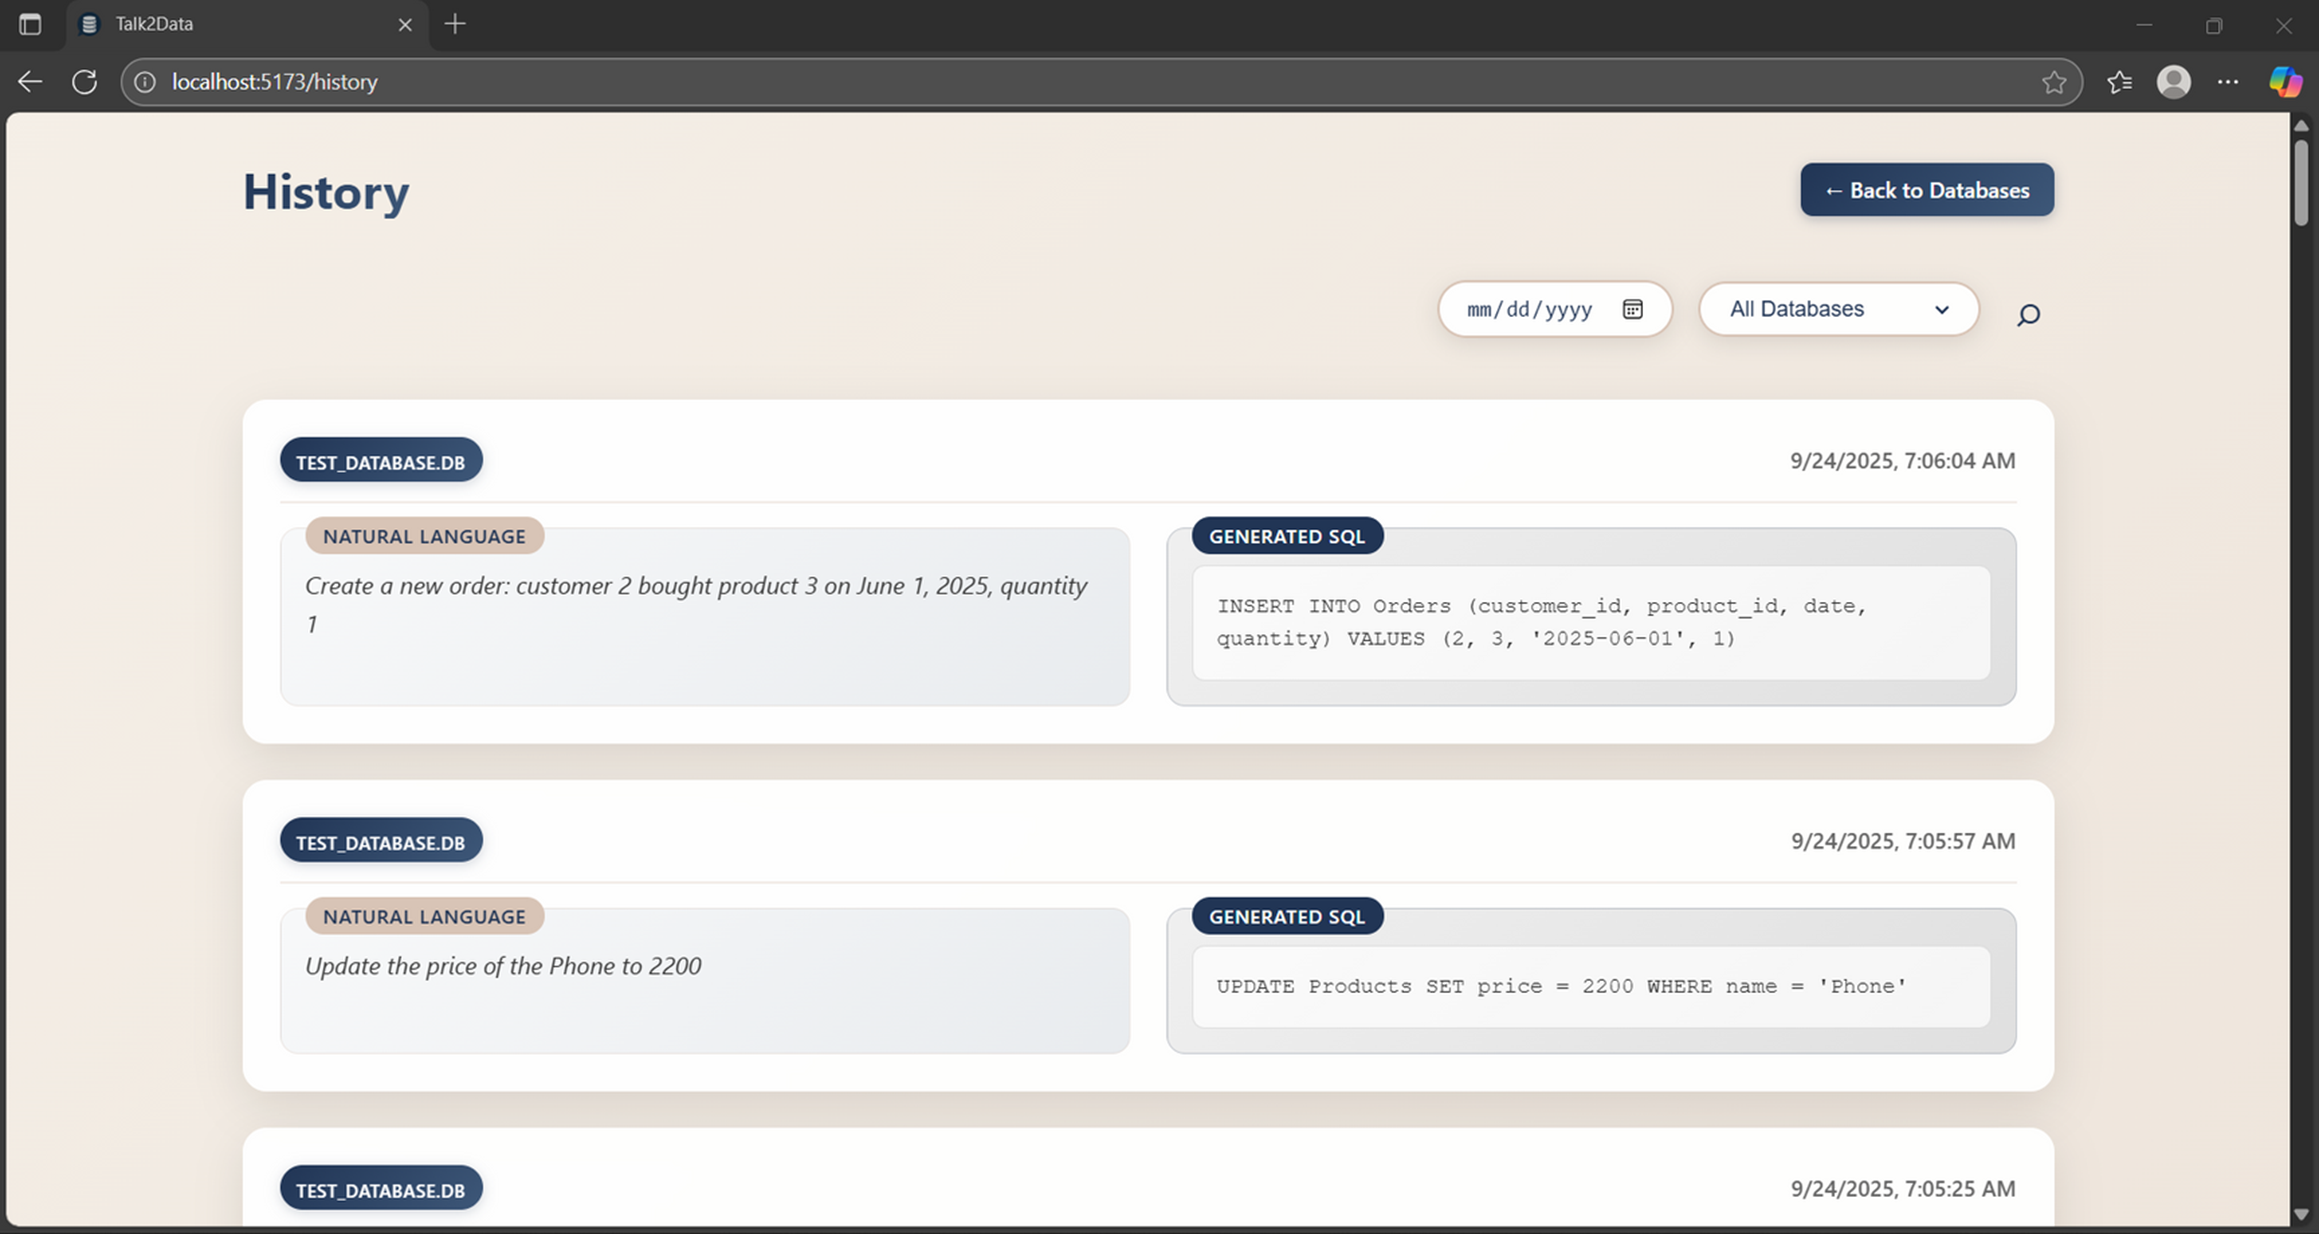 Talk2Data
localhost:5173/history
History
← Back to Databases
mm/dd/yyyy
All Databases
TEST_DATABASE.DB
9/24/2025, 7:06:04 AM
NATURAL LANGUAGE
Create a new order: customer 2 bought product 3 on June 1, 2025, quantity
1
GENERATED SQL
INSERT INTO Orders (customer_id, product_id, date,
quantity) VALUES (2, 3, '2025-06-01', 1)
TEST_DATABASE.DB
9/24/2025, 7:05:57 AM
NATURAL LANGUAGE
Update the price of the Phone to 2200
GENERATED SQL
UPDATE Products SET price = 2200 WHERE name = 'Phone'
TEST_DATABASE.DB
9/24/2025, 7:05:25 AM